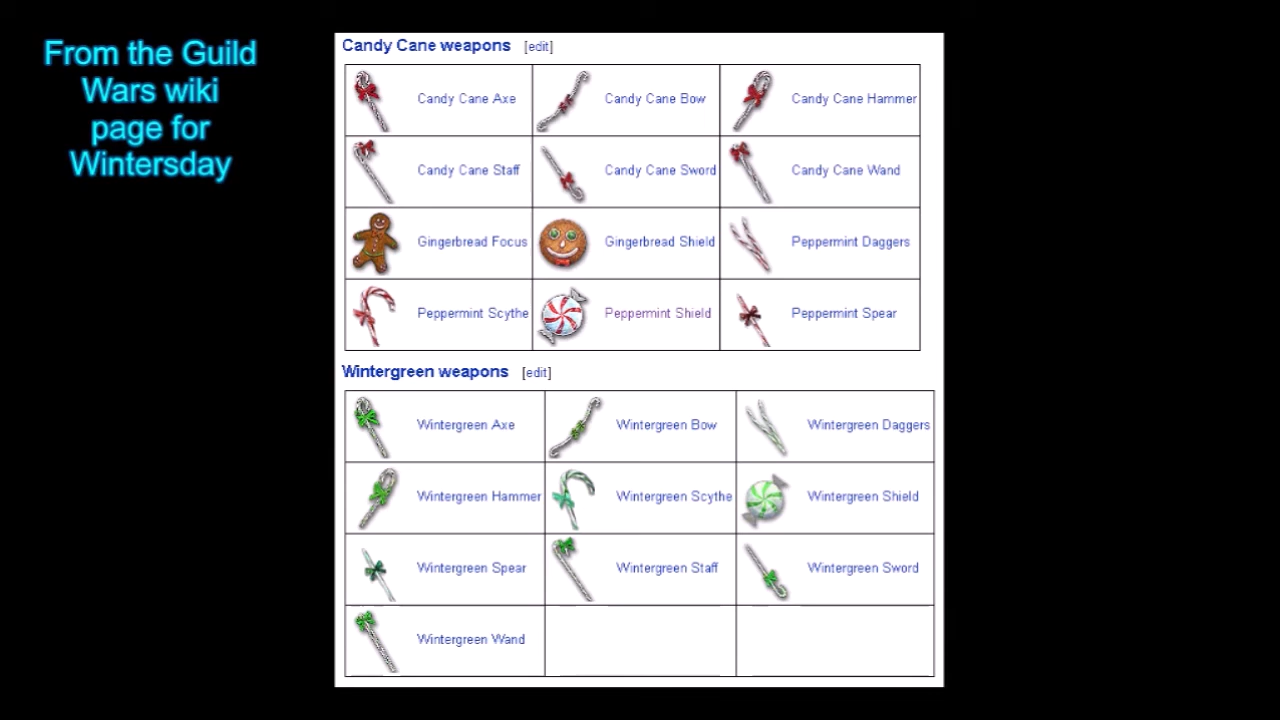 From the Guild
Wars wiki
page for
Wintersday
Candy Cane weapons [edit]
Candy Cane Axe
Candy Cane Bow
Candy Cane Hammer
Candy Cane Staff
Candy Cane Sword
Candy Cane Wand
Gingerbread Focus
Gingerbread Shield
Peppermint Daggers
Peppermint Scythe
Peppermint Shield
Peppermint Spear
Wintergreen weapons [edit]
Wintergreen Axe
Wintergreen Bow
Wintergreen Daggers
Wintergreen Hammer
Wintergreen Scythe
Wintergreen Shield
Wintergreen Spear
Wintergreen Staff
Wintergreen Sword
Wintergreen Wand